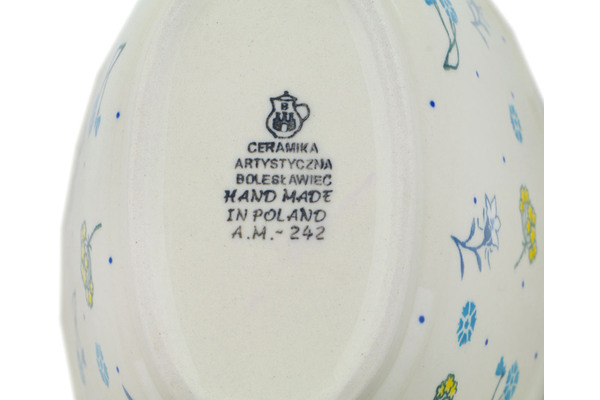 B
CERAMIKA
ARTYSTYCZNA
BOLESŁAWIEC
HAND MADE
IN POLAND
A.M.- 242